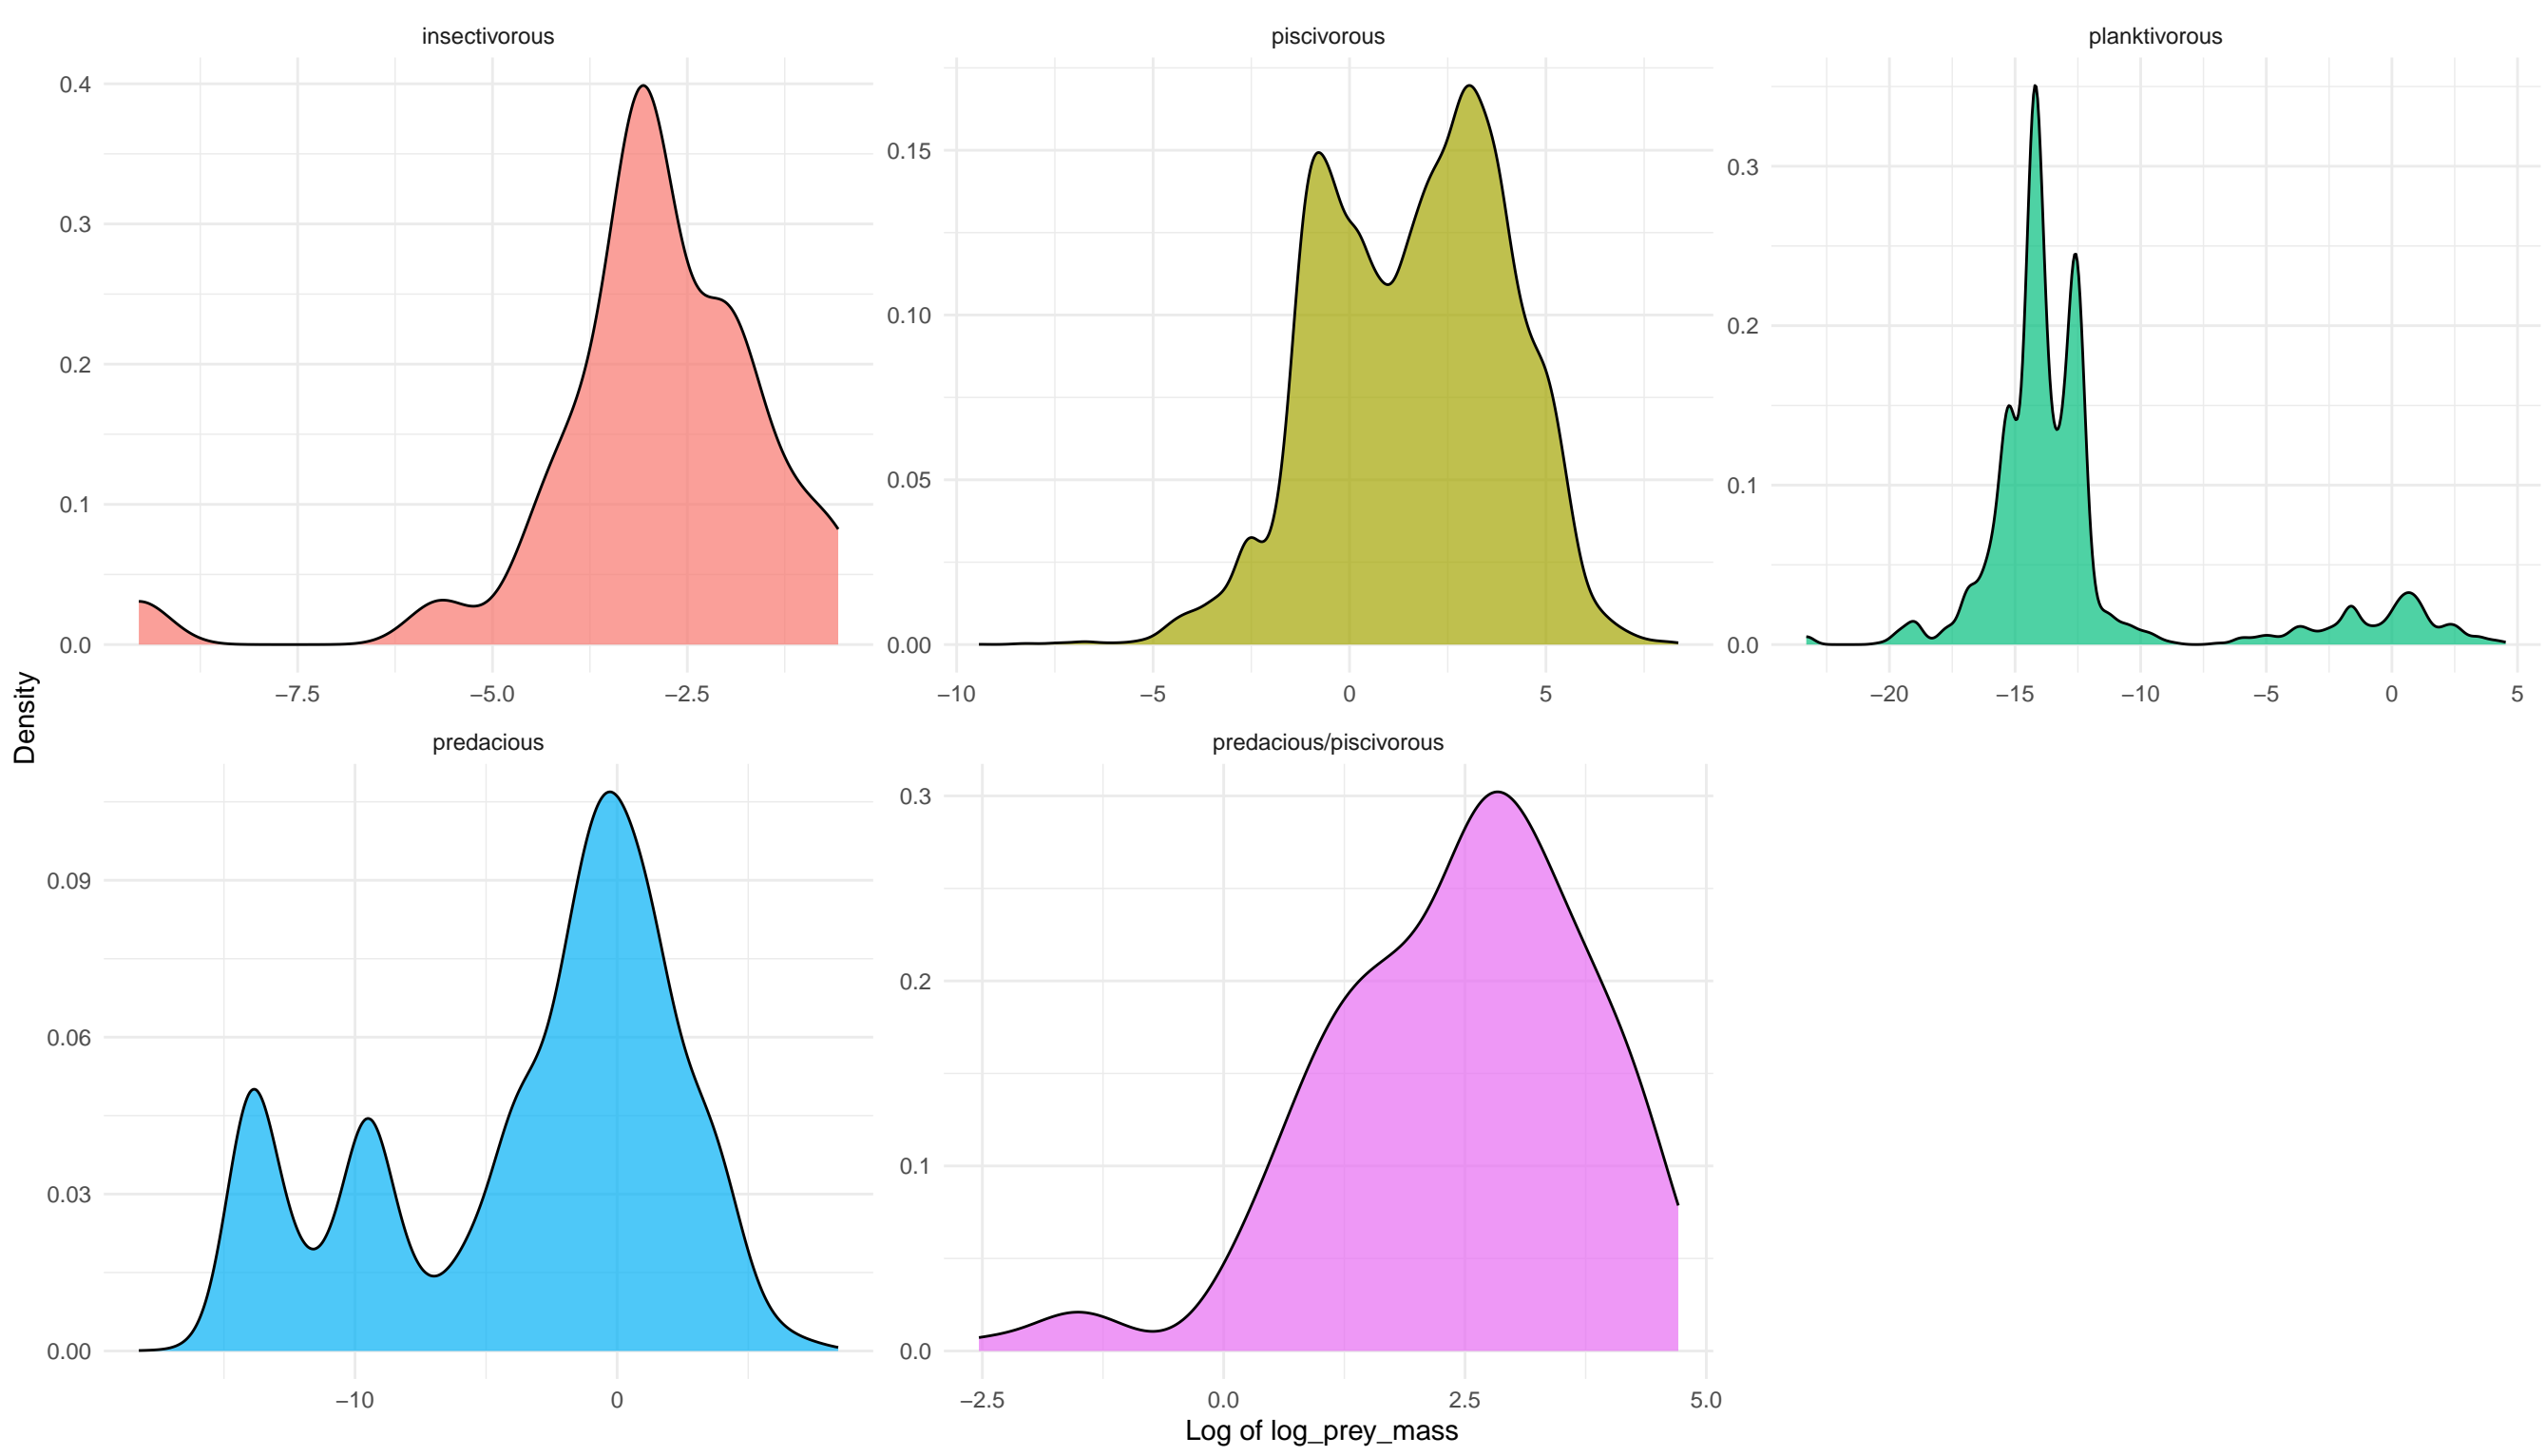 insectivorous piscivorous planktivorous
0.4
0.3
0.2
0.1
0.0
−7.5 −5.0 −2.5
0.15
0.10
0.05
0.00
−10 −5 0 5
0.3
0.2
0.1
0.0
−20 −15 −10 −5 0 5
Density
predacious predacious/piscivorous
0.09
0.06
0.03
0.00
−10 0
0.3
0.2
0.1
0.0
−2.5 0.0 2.5 5.0
Log of log_prey_mass